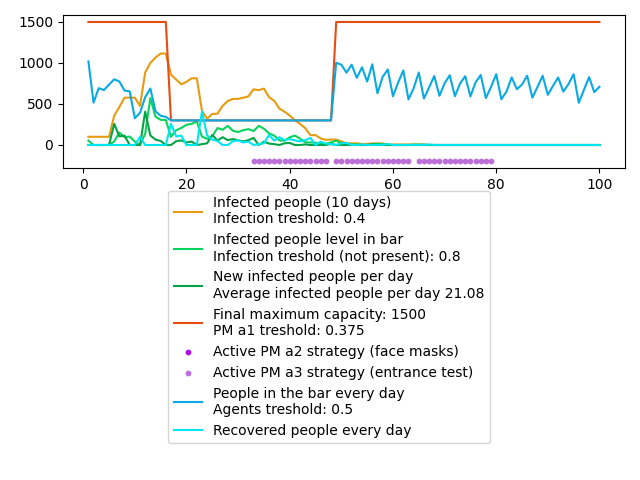 1500
1000
500
0
0
20
40
60
80
100
Infected people (10 days)
Infection treshold: 0.4
Infected people level in bar
Infection treshold (not present): 0.8
New infected people per day
Average infected people per day 21.08
Final maximum capacity: 1500
PM a1 treshold: 0.375
Active PM a2 strategy (face masks)
Active PM a3 strategy (entrance test)
People in the bar every day
Agents treshold: 0.5
Recovered people every day